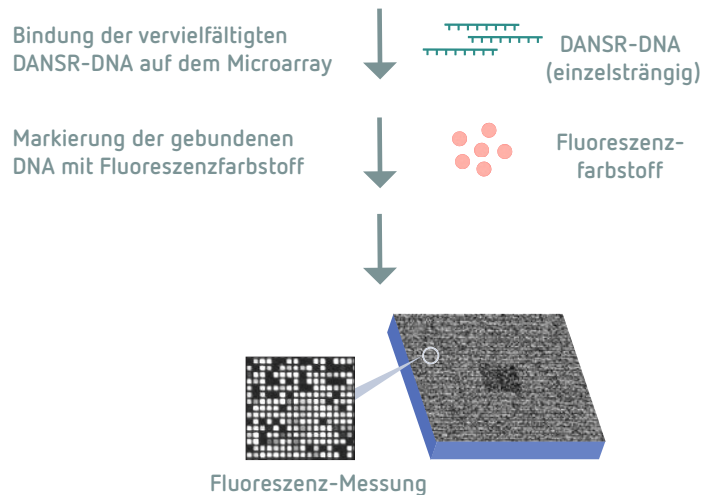 Bindung der vervielfältigten
DANSR-DNA auf dem Microarray
DANSR-DNA
(einzelsträngig)
Markierung der gebundenen
DNA mit Fluoreszenzfarbstoff
Fluoreszenz-
farbstoff
Fluoreszenz-Messung